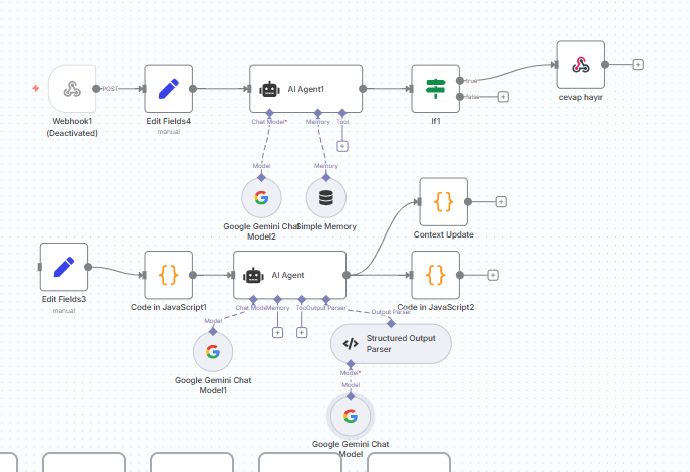 POST
Webhook1
(Deactivated)
Edit Fields4
manual
AI Agent1
Chat Model*
Memory
Tool
Model
Memory
Google Gemini Chat
Model2
Simple Memory
If1
true
false
cevap hayır
Context Update
Edit Fields3
manual
Code in JavaScript1
AI Agent
Chat Model
Memory
Tool
Output Parser
Code in JavaScript2
Model
Google Gemini Chat
Model1
Output Parser
Structured Output
Parser
Model*
Model
Google Gemini Chat
Model